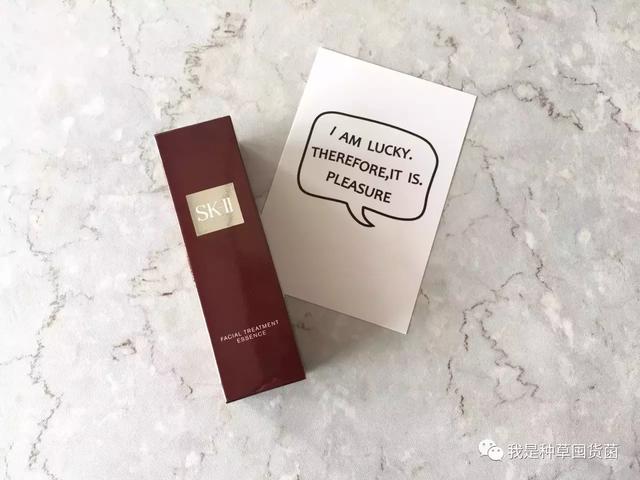 SK-II
FACIAL TREATMENT
ESSENCE
I AM LUCKY.
THEREFORE,IT IS.
PLEASURE
我是种草国货菌